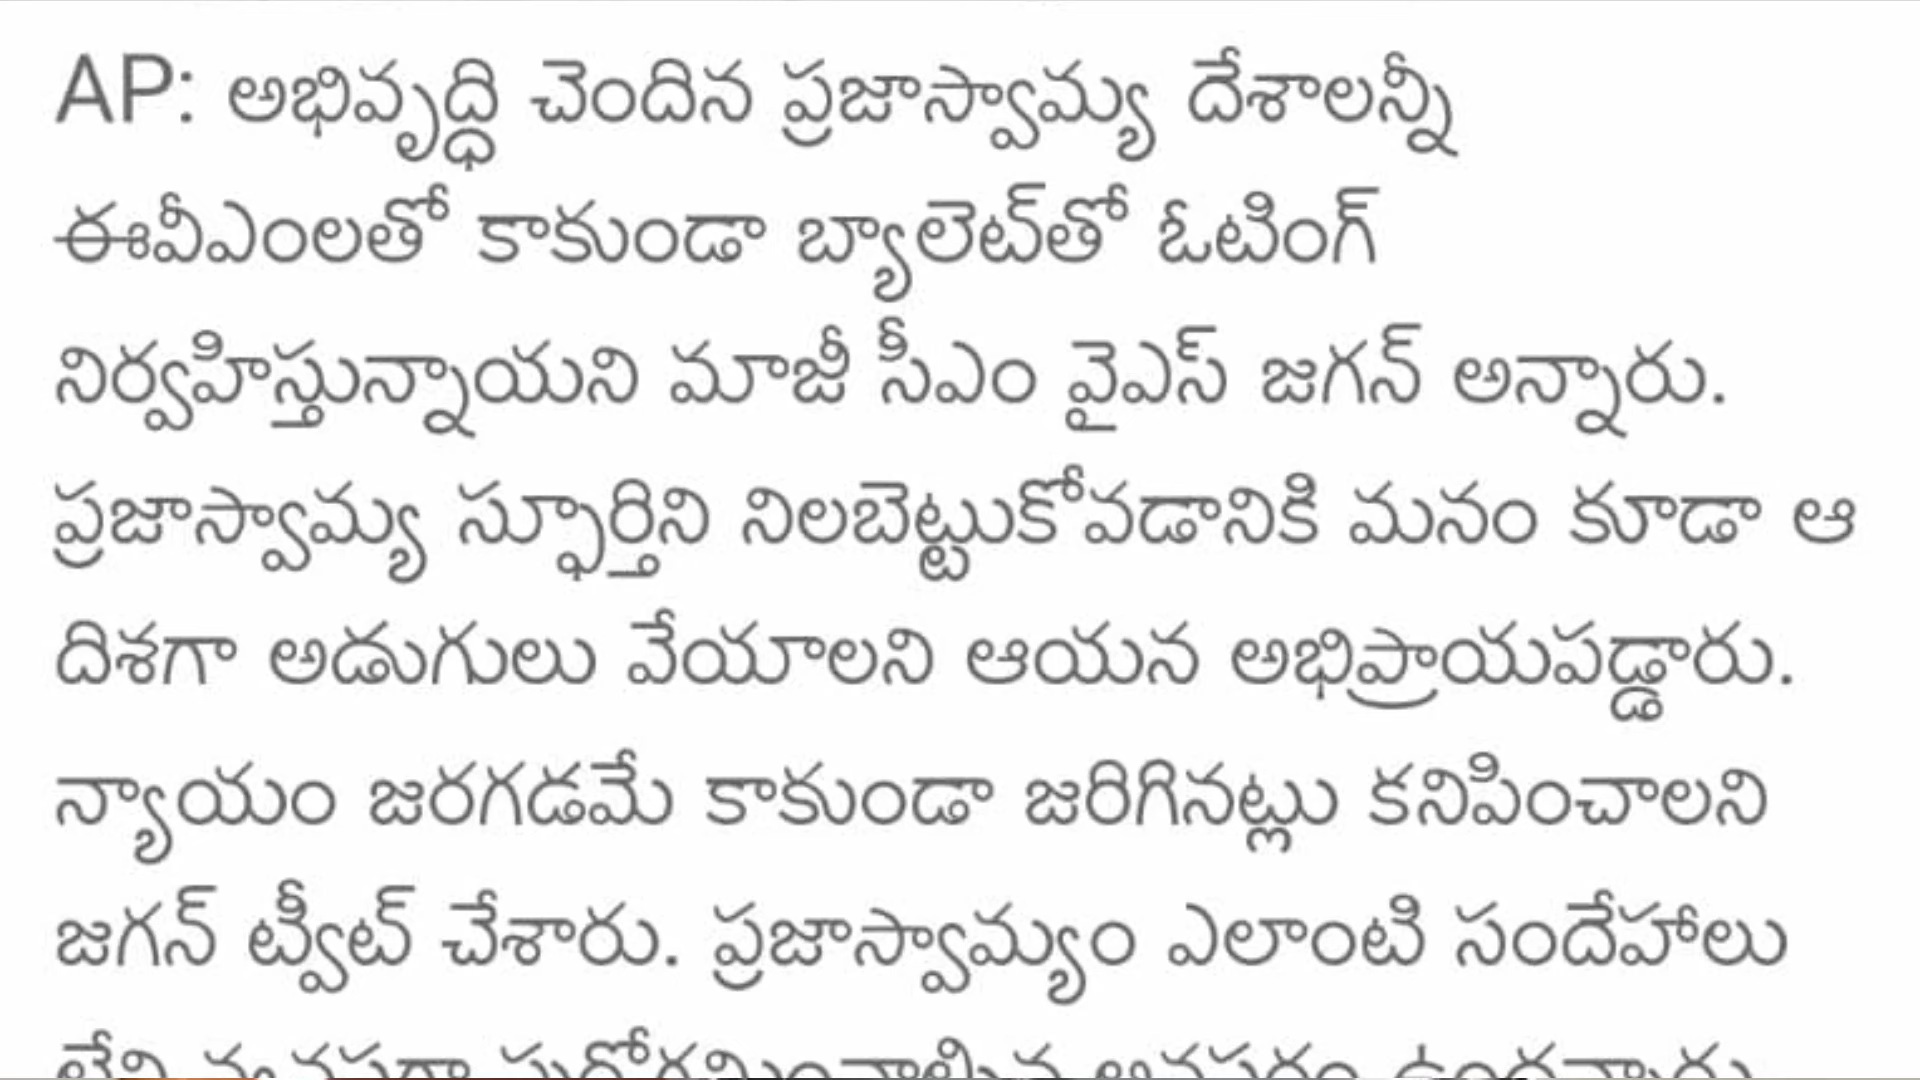 AP: అభివృద్ధి చెందిన ప్రజాస్వామ్య దేశాలన్నీ
ఈవీఎంలతో కాకుండా బ్యాలెట్‌తో ఓటింగ్
నిర్వహిస్తున్నాయని మాజీ సీఎం వైఎస్ జగన్ అన్నారు.
ప్రజాస్వామ్య స్ఫూర్తిని నిలబెట్టుకోవడానికి మనం కూడా ఆ
దిశగా అడుగులు వేయాలని ఆయన అభిప్రాయపడ్డారు.
న్యాయం జరగడమే కాకుండా జరిగినట్లు కనిపించాలని
జగన్ ట్వీట్ చేశారు. ప్రజాస్వామ్యం ఎలాంటి సందేహాలు